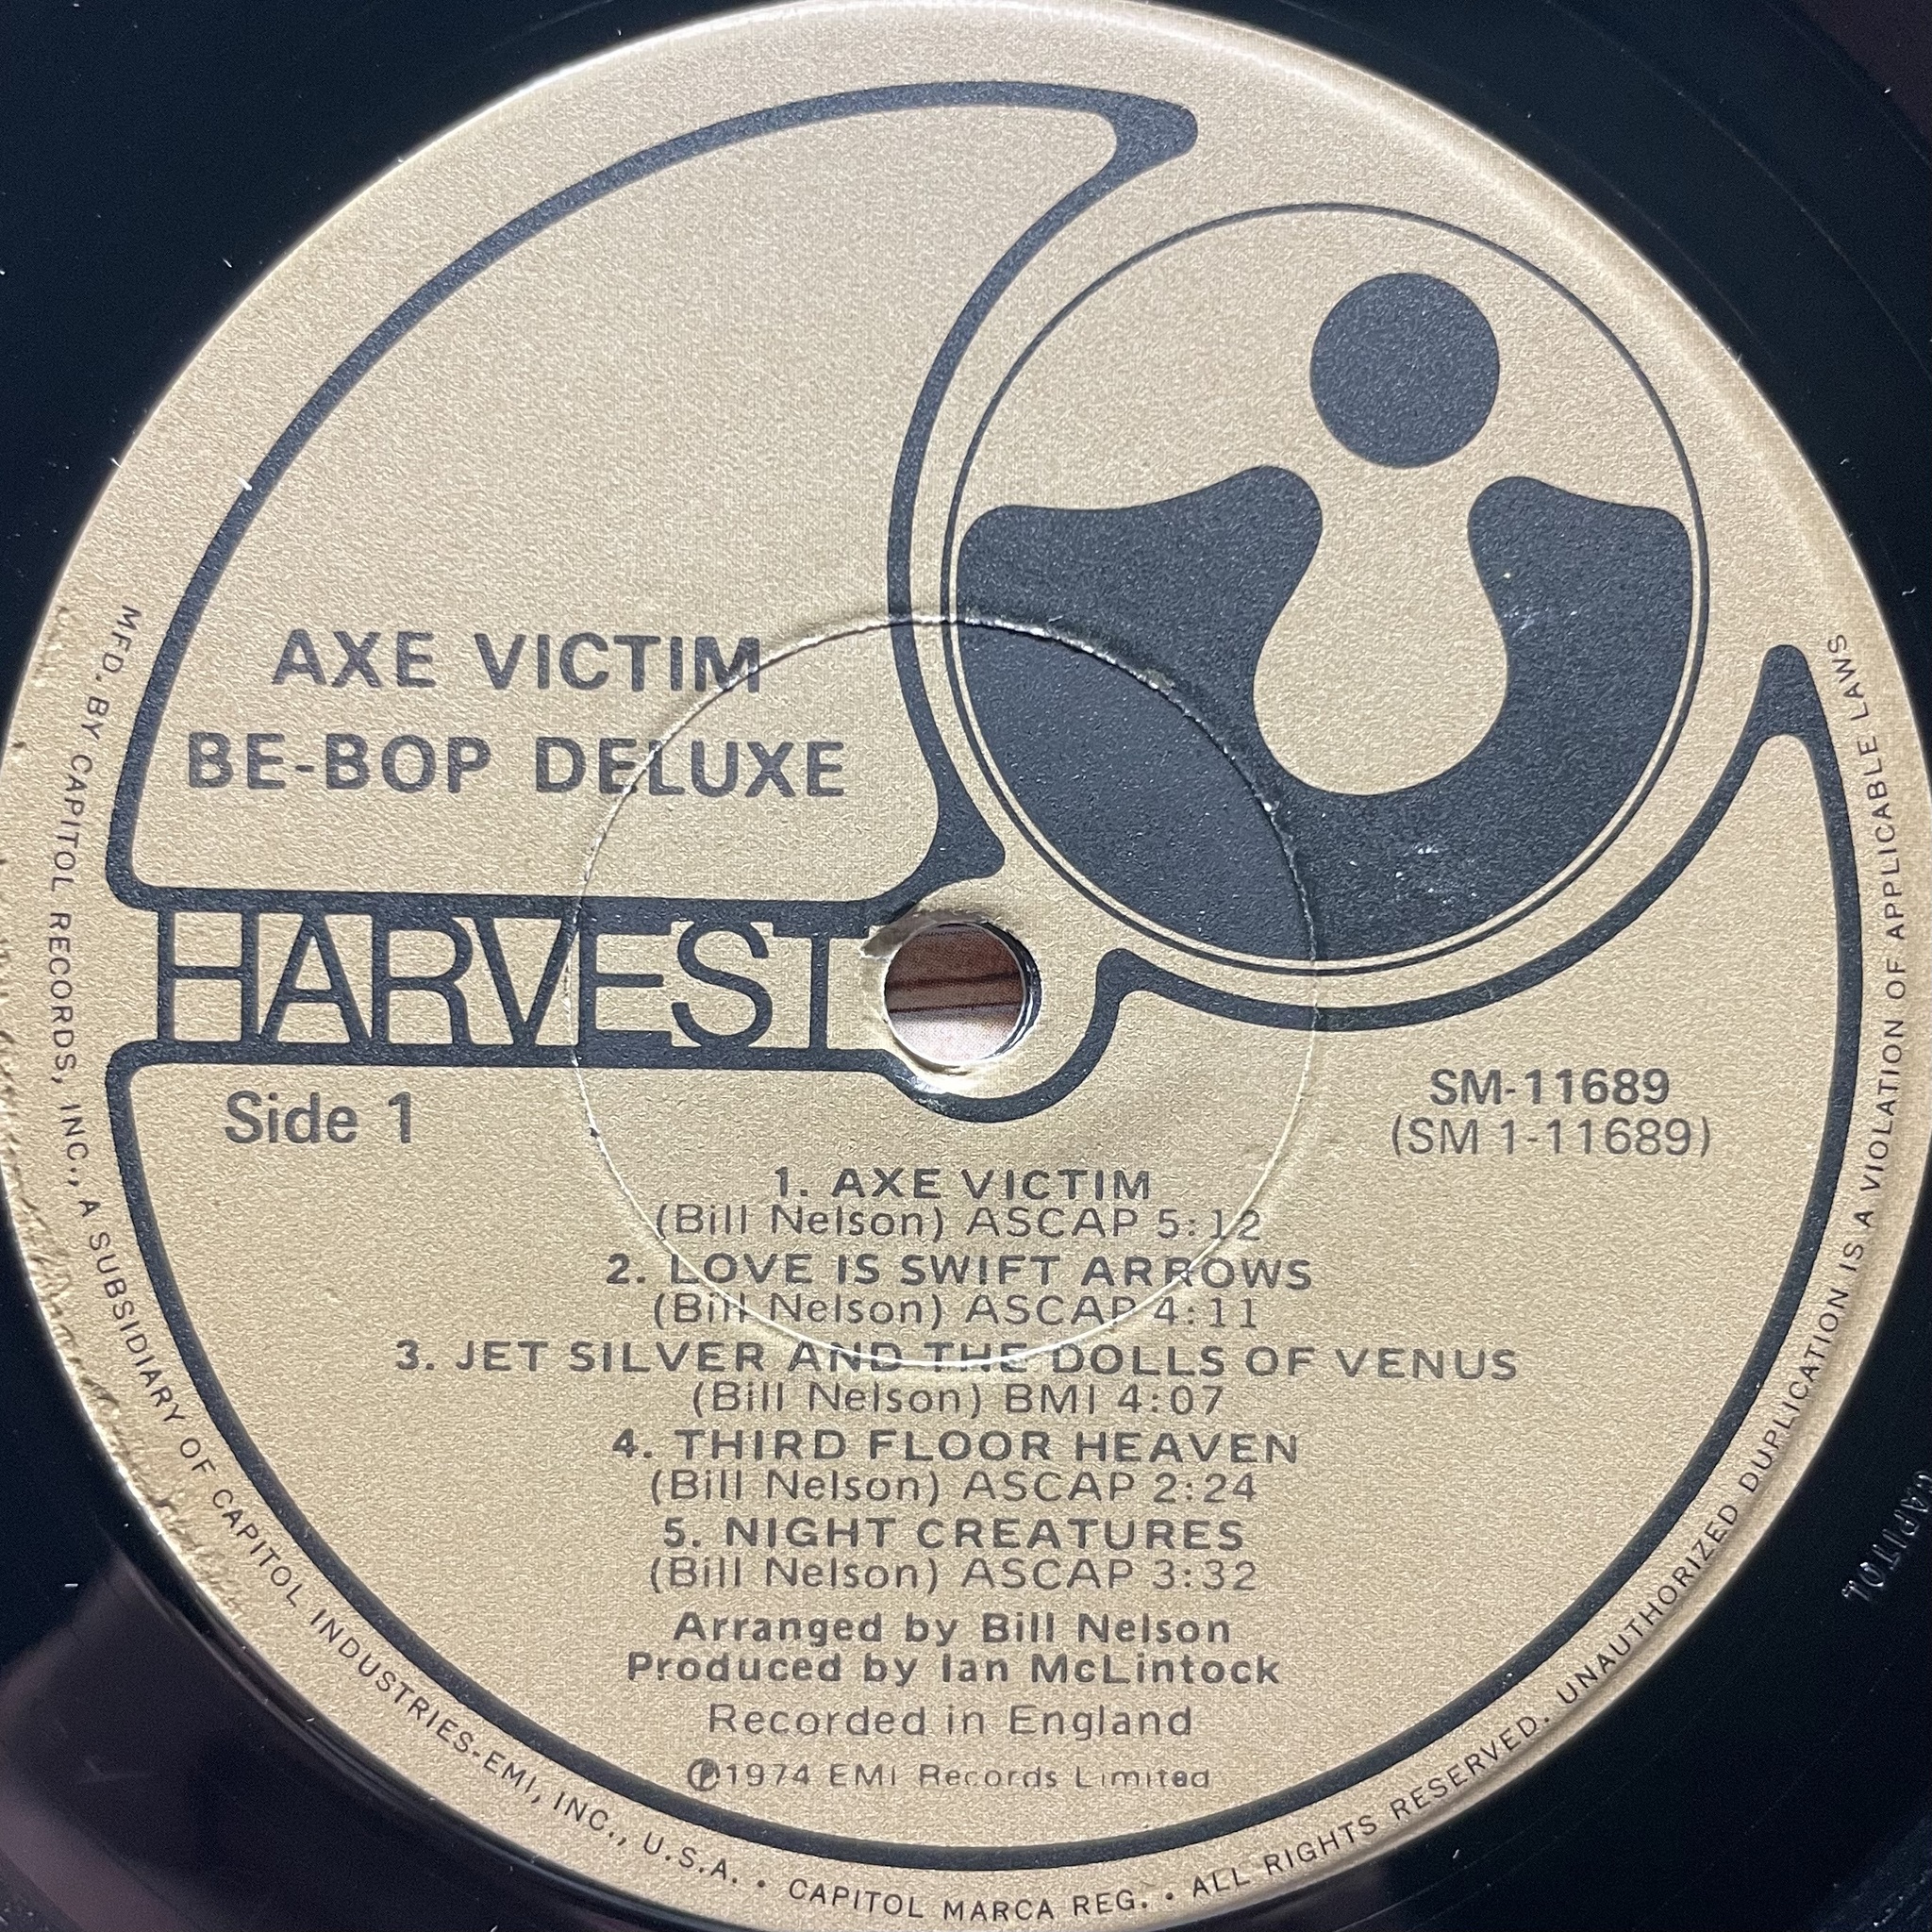 AXE VICTIM
BE-BOP DELUXE
HARVEST
Side 1
SM-11689
(SM 1-11689)
1. AXE VICTIM
(Bill Nelson) ASCAP 5:12
2. LOVE IS SWIFT ARROWS
(Bill Nelson) ASCAP 4:11
3. JET SILVER AND THE DOLLS OF VENUS
(Bill Nelson) BMI 4:07
4. THIRD FLOOR HEAVEN
(Bill Nelson) ASCAP 2:24
5. NIGHT CREATURES
(Bill Nelson) ASCAP 3:32
Arranged by Bill Nelson
Produced by Ian McLintock
Recorded in England
℗1974 EMI Records Limited
MFD. BY CAPITOL RECORDS, INC., A SUBSIDIARY OF CAPITOL INDUSTRIES-EMI, INC., U.S.A. • CAPITOL MARCA REG. • ALL RIGHTS RESERVED. UNAUTHORIZED DUPLICATION IS A VIOLATION OF APPLICABLE LAWS
CAPITOL